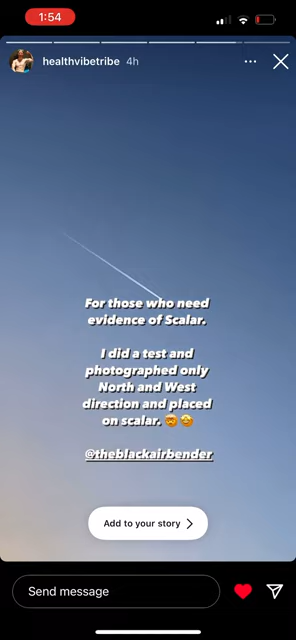 1:54
healthvibetribe 4h
For those who need
evidence of Scalar.
I did a test and
photographed only
North and West
direction and placed
on scalar. 🤯🤩
@theblackairbender
Add to your story
Send message